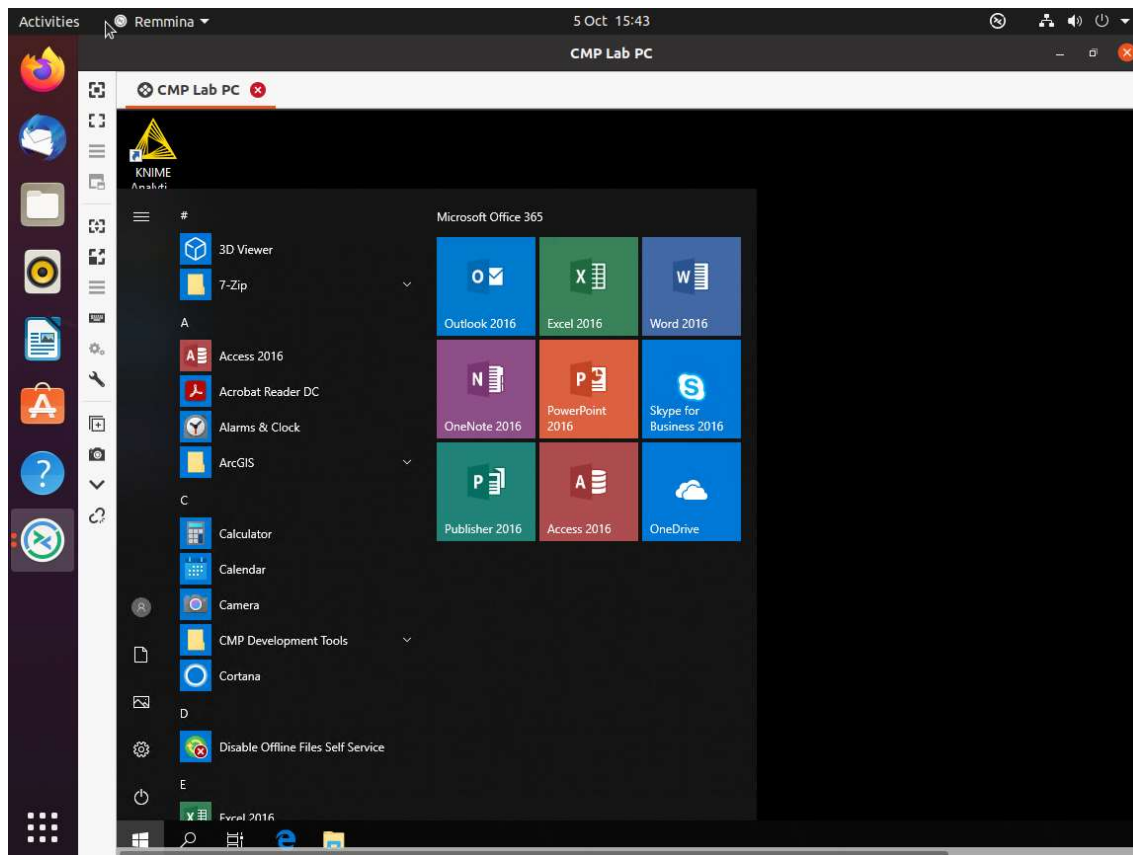 Activities Remmina 5 Oct 15:43
CMP Lab PC
CMP Lab PC
KNIME
Analyti
#
3D Viewer
7-Zip
A
Access 2016
Acrobat Reader DC
Alarms & Clock
ArcGIS
C
Calculator
Calendar
Camera
CMP Development Tools
Cortana
D
Disable Offline Files Self Service
E
Excel 2016
Microsoft Office 365
Outlook 2016 Excel 2016 Word 2016
OneNote 2016
PowerPoint
2016
Skype for
Business 2016
Publisher 2016 Access 2016 OneDrive